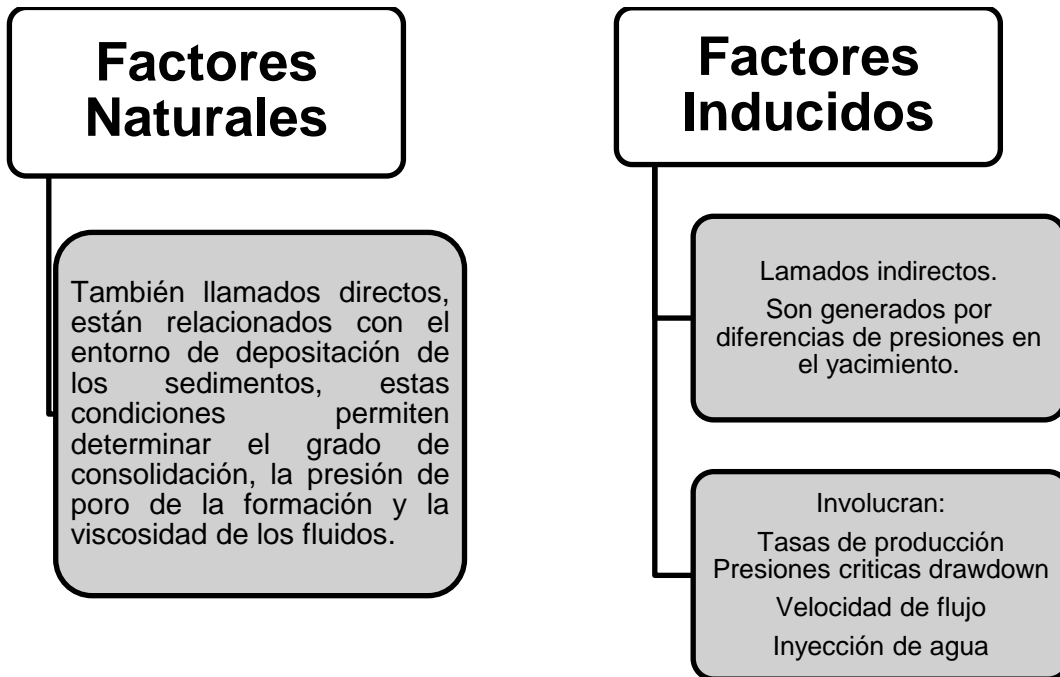 Factores
Naturales
También llamados directos,
están relacionados con el
entorno de depositación de
los sedimentos, estas
condiciones permiten
determinar el grado de
consolidación, la presión de
poro de la formación y la
viscosidad de los fluidos.
Factores
Inducidos
Lamados indirectos.
Son generados por
diferencias de presiones en
el yacimiento.
Involucran:
Tasas de producción
Presiones criticas drawdown
Velocidad de flujo
Inyección de agua